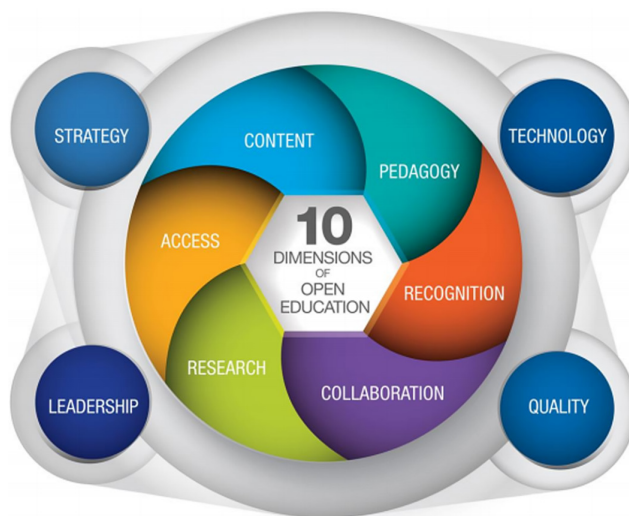 STRATEGY
TECHNOLOGY
CONTENT
PEDAGOGY
ACCESS
10
DIMENSIONS
OF
OPEN
EDUCATION
RECOGNITION
RESEARCH
COLLABORATION
LEADERSHIP
QUALITY